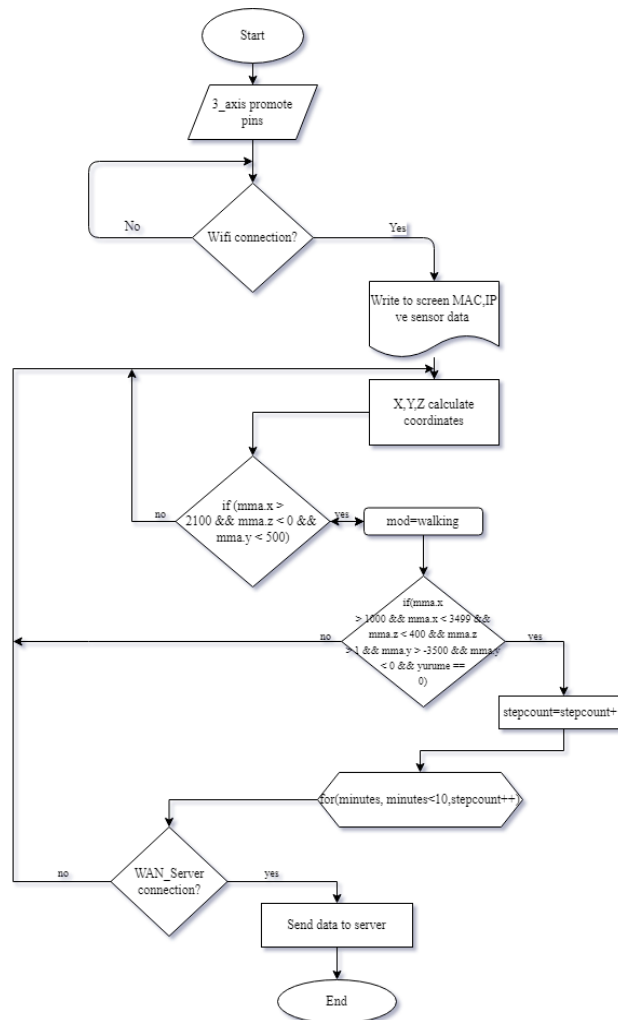 Start
3_axis promote
pins
No
Wifi connection?
Yes
Write to screen MAC,IP
ve sensor data
X,Y,Z calculate
coordinates
if (mma.x >
2100 && mma.z < 0 &&
mma.y < 500)
no
yes
mod=walking
if(mma.x
> 1000 && mma.x < 3499 &&
mma.z < 400 && mma.z
> 1 && mma.y > -3500 && mma.y
< 0 && yurume ==
0)
no
yes
stepcount=stepcount+
for(minutes, minutes<10,stepcount++)
WAN_Server
connection?
no
yes
Send data to server
End